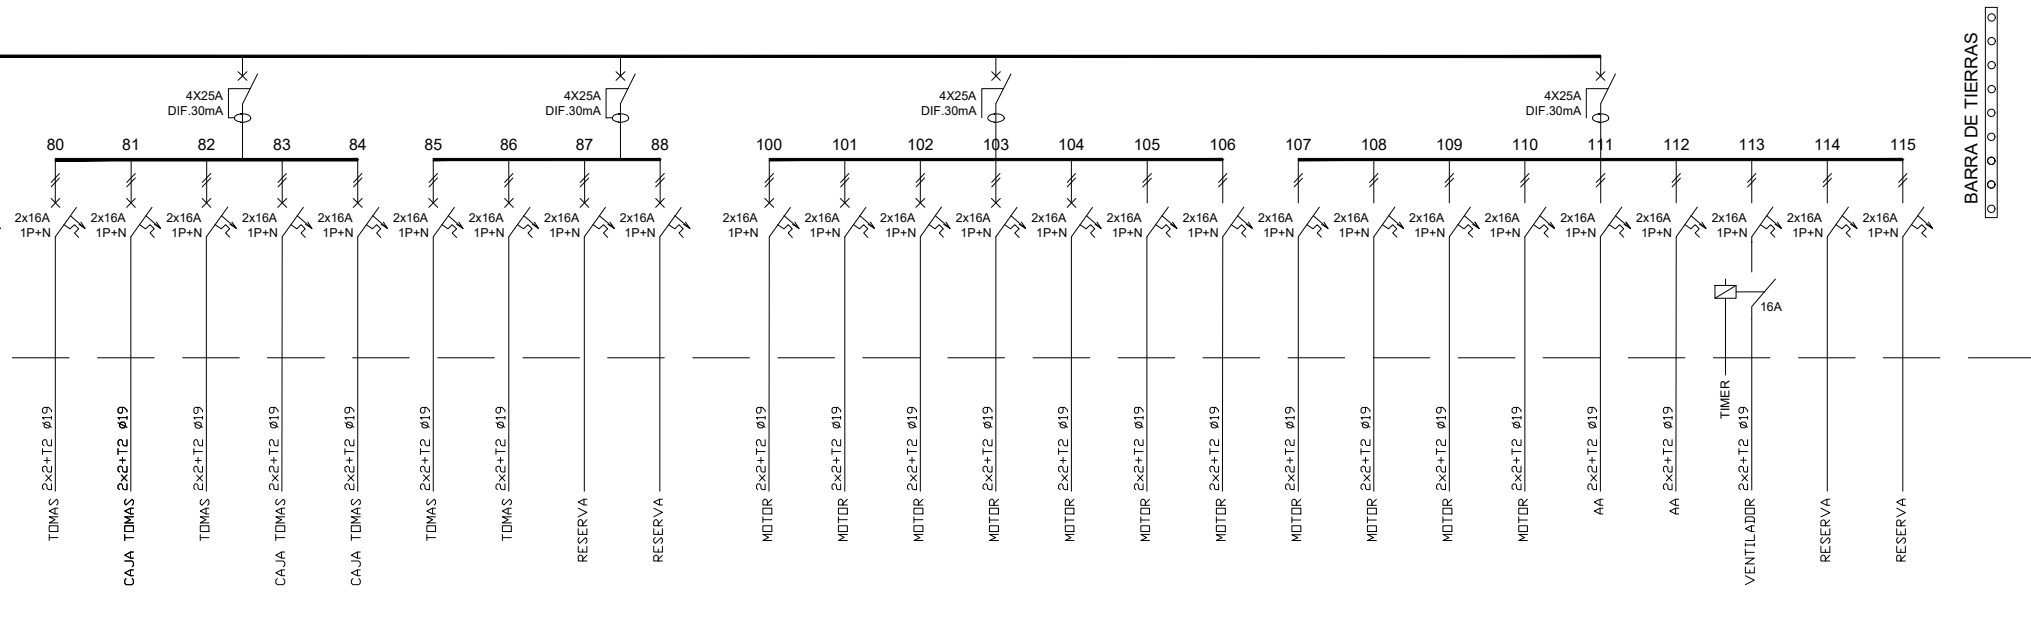 BARRA DE TIERRAS
4X25A
DIF.30mA
4X25A
DIF.30mA
4X25A
DIF.30mA
4X25A
DIF.30mA
80 81 82 83 84 85 86 87 88 100 101 102 103 104 105 106 107 108 109 110 111 112 113 114 115
2x16A 2x16A 2x16A 2x16A 2x16A 2x16A 2x16A 2x16A 2x16A 2x16A 2x16A 2x16A 2x16A 2x16A 2x16A 2x16A 2x16A 2x16A 2x16A 2x16A 2x16A 2x16A 2x16A 2x16A 2x16A
1P+N 1P+N 1P+N 1P+N 1P+N 1P+N 1P+N 1P+N 1P+N 1P+N 1P+N 1P+N 1P+N 1P+N 1P+N 1P+N 1P+N 1P+N 1P+N 1P+N 1P+N 1P+N 1P+N 1P+N 1P+N
16A
TOMAS 2x2+T2 ø19
CAJA TOMAS 2x2+T2 ø19
TOMAS 2x2+T2 ø19
CAJA TOMAS 2x2+T2 ø19
CAJA TOMAS 2x2+T2 ø19
TOMAS 2x2+T2 ø19
TOMAS 2x2+T2 ø19
RESERVA
RESERVA
MOTOR 2x2+T2 ø19
MOTOR 2x2+T2 ø19
MOTOR 2x2+T2 ø19
MOTOR 2x2+T2 ø19
MOTOR 2x2+T2 ø19
MOTOR 2x2+T2 ø19
MOTOR 2x2+T2 ø19
MOTOR 2x2+T2 ø19
MOTOR 2x2+T2 ø19
MOTOR 2x2+T2 ø19
MOTOR 2x2+T2 ø19
AA 2x2+T2 ø19
AA 2x2+T2 ø19
TIMER
VENTILADOR 2x2+T2 ø19
RESERVA
RESERVA